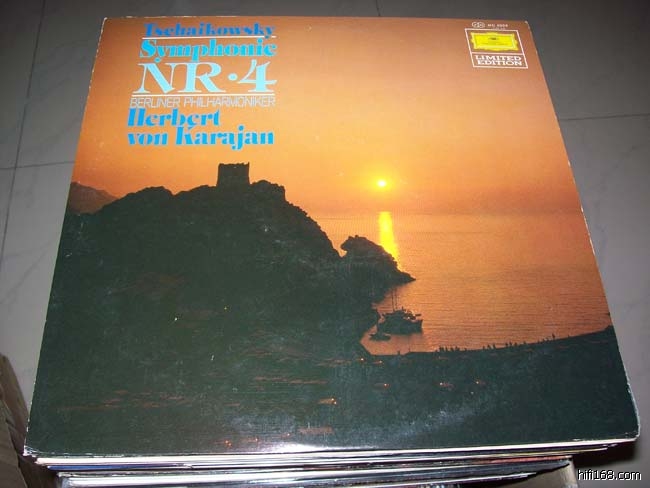 Tschaikowsky
Symphonie
NR·4
BERLINER PHILHARMONIKER
Herbert
von Karajan
LIMITED
EDITION
hifi168.com